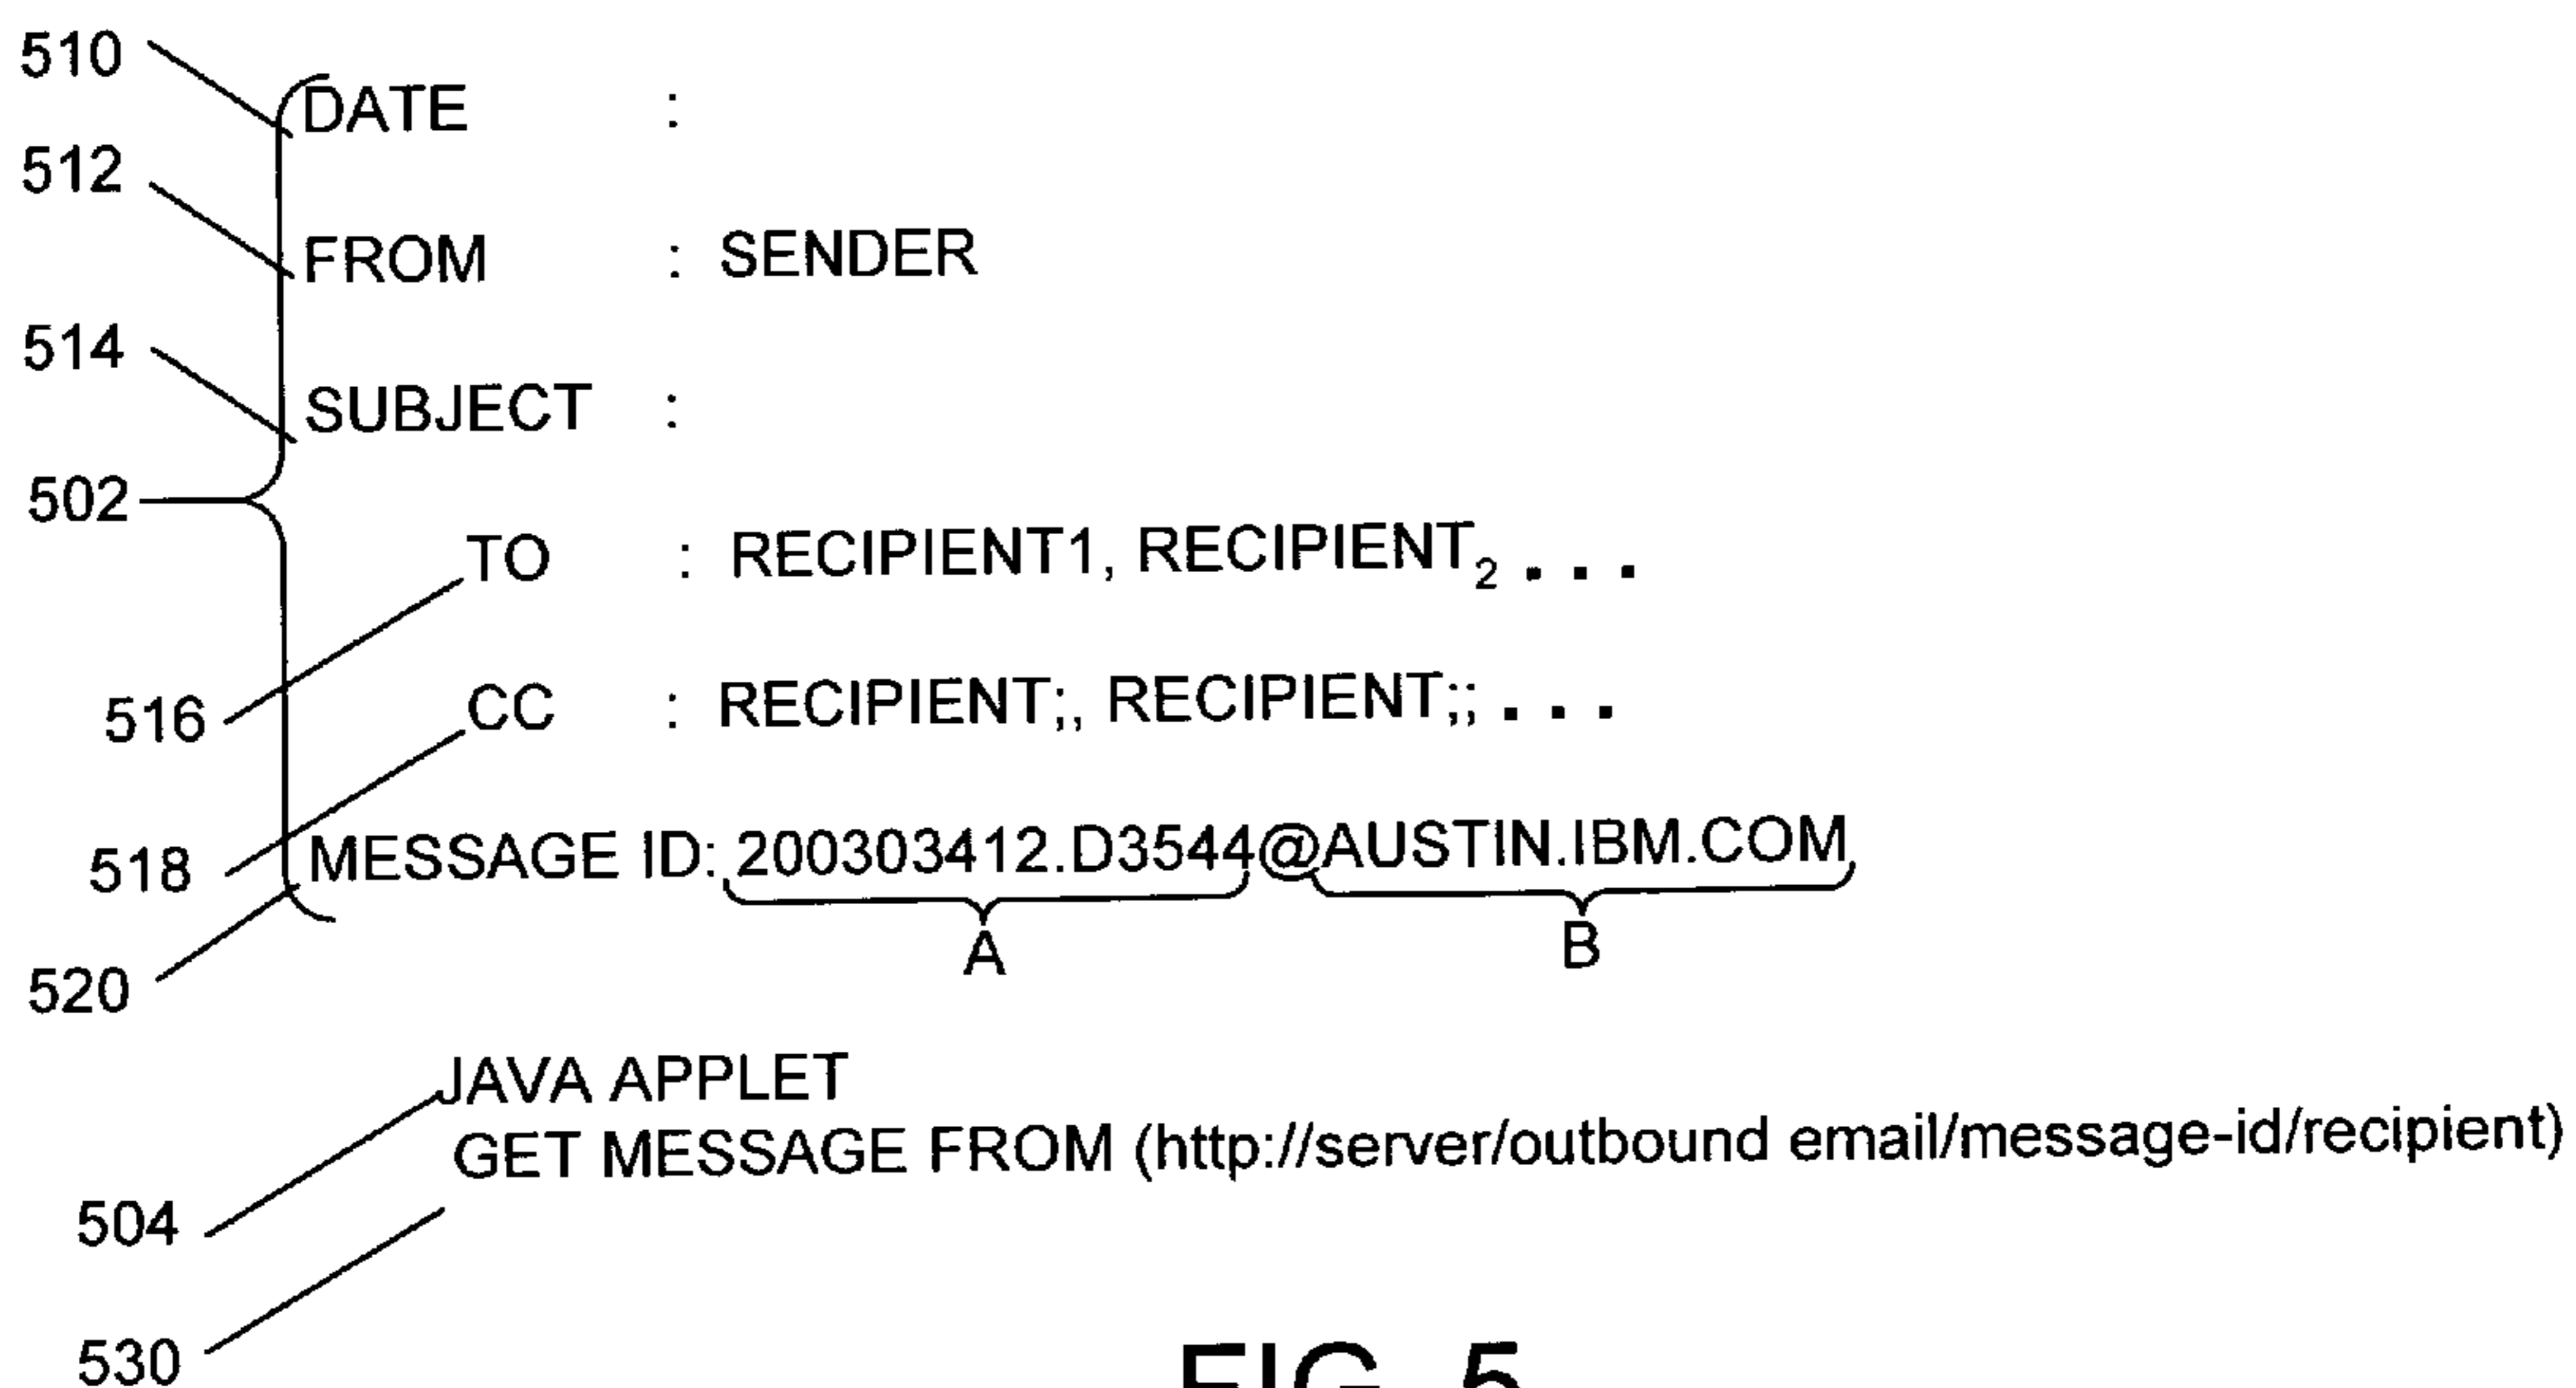 510
DATE :
512
FROM : SENDER
514
SUBJECT :
502
TO : RECIPIENT1, RECIPIENT₂ . . .
516
CC : RECIPIENT;, RECIPIENT;; . . .
518
MESSAGE ID: 200303412.D3544@AUSTIN.IBM.COM
A B
520
JAVA APPLET
GET MESSAGE FROM (http://server/outbound email/message-id/recipient)
504
530
FIG. 5